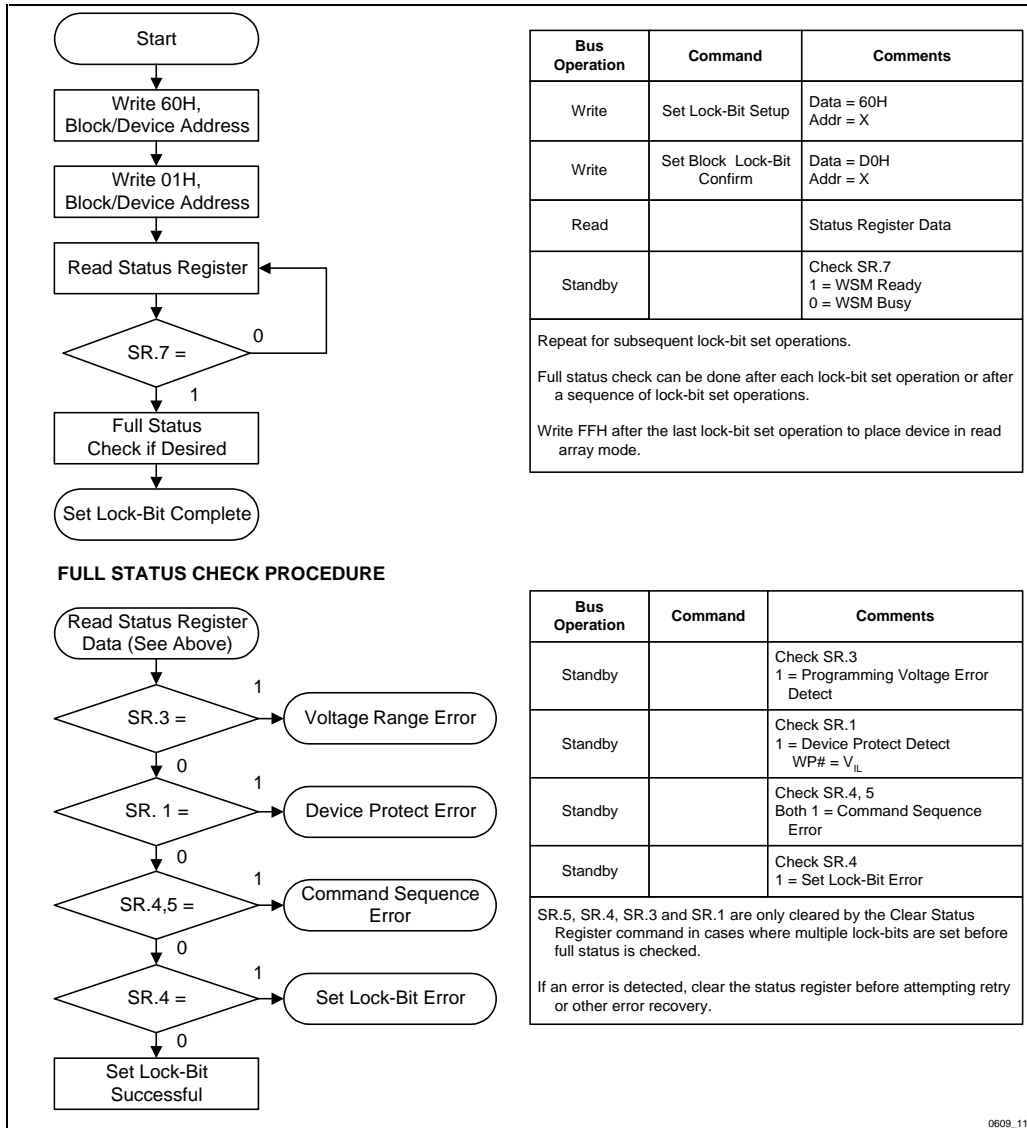 Start
Write 60H,
Block/Device Address
Write 01H,
Block/Device Address
Read Status Register
SR.7 =
0
1
Full Status
Check if Desired
Set Lock-Bit Complete
Bus
Operation
Command
Comments
Write
Set Lock-Bit Setup
Data = 60H
Addr = X
Write
Set Block Lock-Bit
Confirm
Data = D0H
Addr = X
Read
Status Register Data
Standby
Check SR.7
1 = WSM Ready
0 = WSM Busy
Repeat for subsequent lock-bit set operations.
Full status check can be done after each lock-bit set operation or after
a sequence of lock-bit set operations.
Write FFH after the last lock-bit set operation to place device in read
array mode.
FULL STATUS CHECK PROCEDURE
Read Status Register
Data (See Above)
SR.3 =
1
Voltage Range Error
0
SR. 1 =
1
Device Protect Error
0
SR.4,5 =
1
Command Sequence
Error
0
SR.4 =
1
Set Lock-Bit Error
0
Set Lock-Bit
Successful
Bus
Operation
Command
Comments
Standby
Check SR.3
1 = Programming Voltage Error
Detect
Standby
Check SR.1
1 = Device Protect Detect
WP# = VIL
Standby
Check SR.4, 5
Both 1 = Command Sequence
Error
Standby
Check SR.4
1 = Set Lock-Bit Error
SR.5, SR.4, SR.3 and SR.1 are only cleared by the Clear Status
Register command in cases where multiple lock-bits are set before
full status is checked.
If an error is detected, clear the status register before attempting retry
or other error recovery.
0609_11